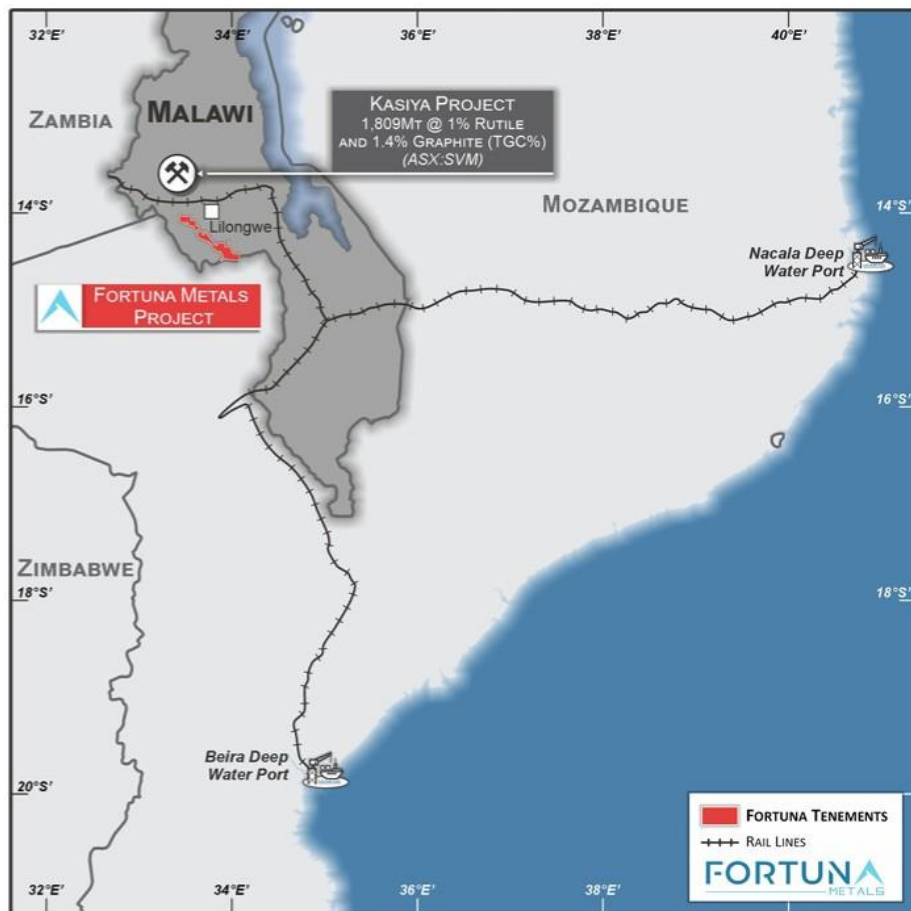 32°E'
34°E'
36°E'
38°E'
40°E'
ZAMBIA
MALAWI
KASIYA PROJECT
1,809MT @ 1% RUTILE
AND 1.4% GRAPHITE (TGC%)
(ASX:SVM)
MOZAMBIQUE
14°S'
14°S'
Lilongwe
Nacala Deep
Water Port
FORTUNA METALS
PROJECT
16°S'
16°S'
ZIMBABWE
18°S'
18°S'
Beira Deep
Water Port
20°S'
FORTUNA TENEMENTS
RAIL LINES
FORTUNA
METALS
32°E'
34°E'
36°E'
38°E'
40°E'